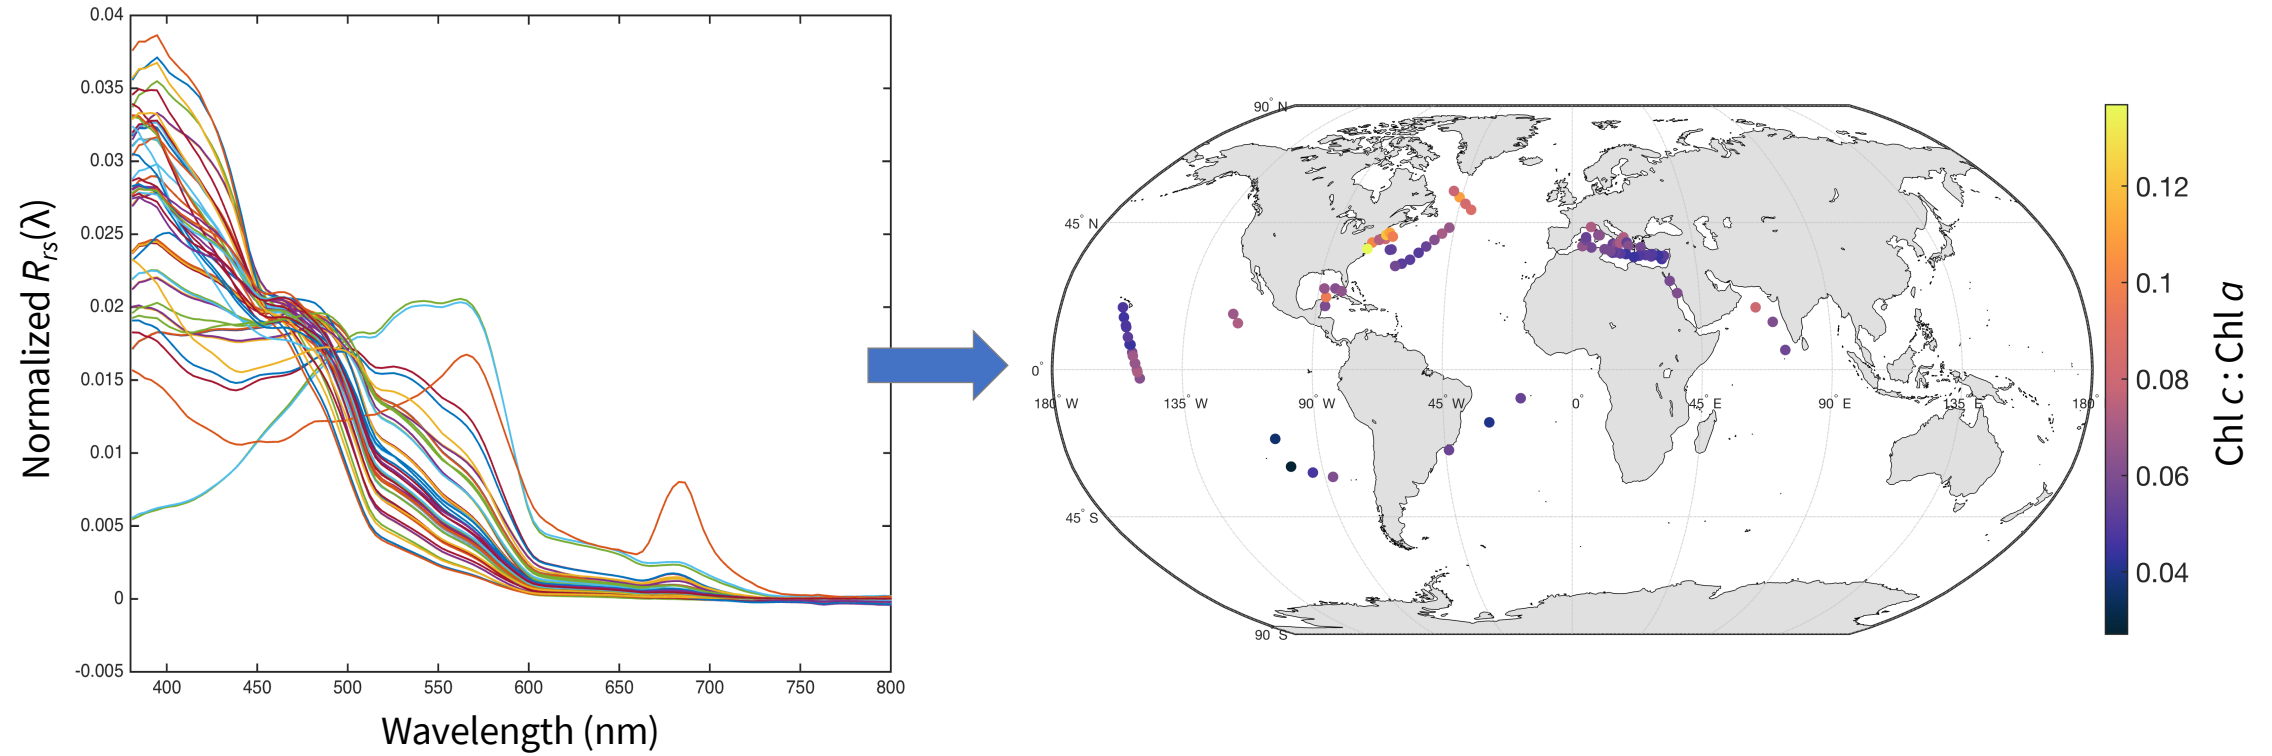 0.04
0.035
0.03
0.025
0.02
0.015
0.01
0.005
0
-0.005
400 450 500 550 600 650 700 750 800
Normalized Rrs(λ)
Wavelength (nm)
90° N
45° N
0°
180° W 135° W 90° W 45° W 0° 45° E 90° E 135° E 180°
45° S
90° S
0.12
0.1
0.08
0.06
0.04
Chl c:Chl a